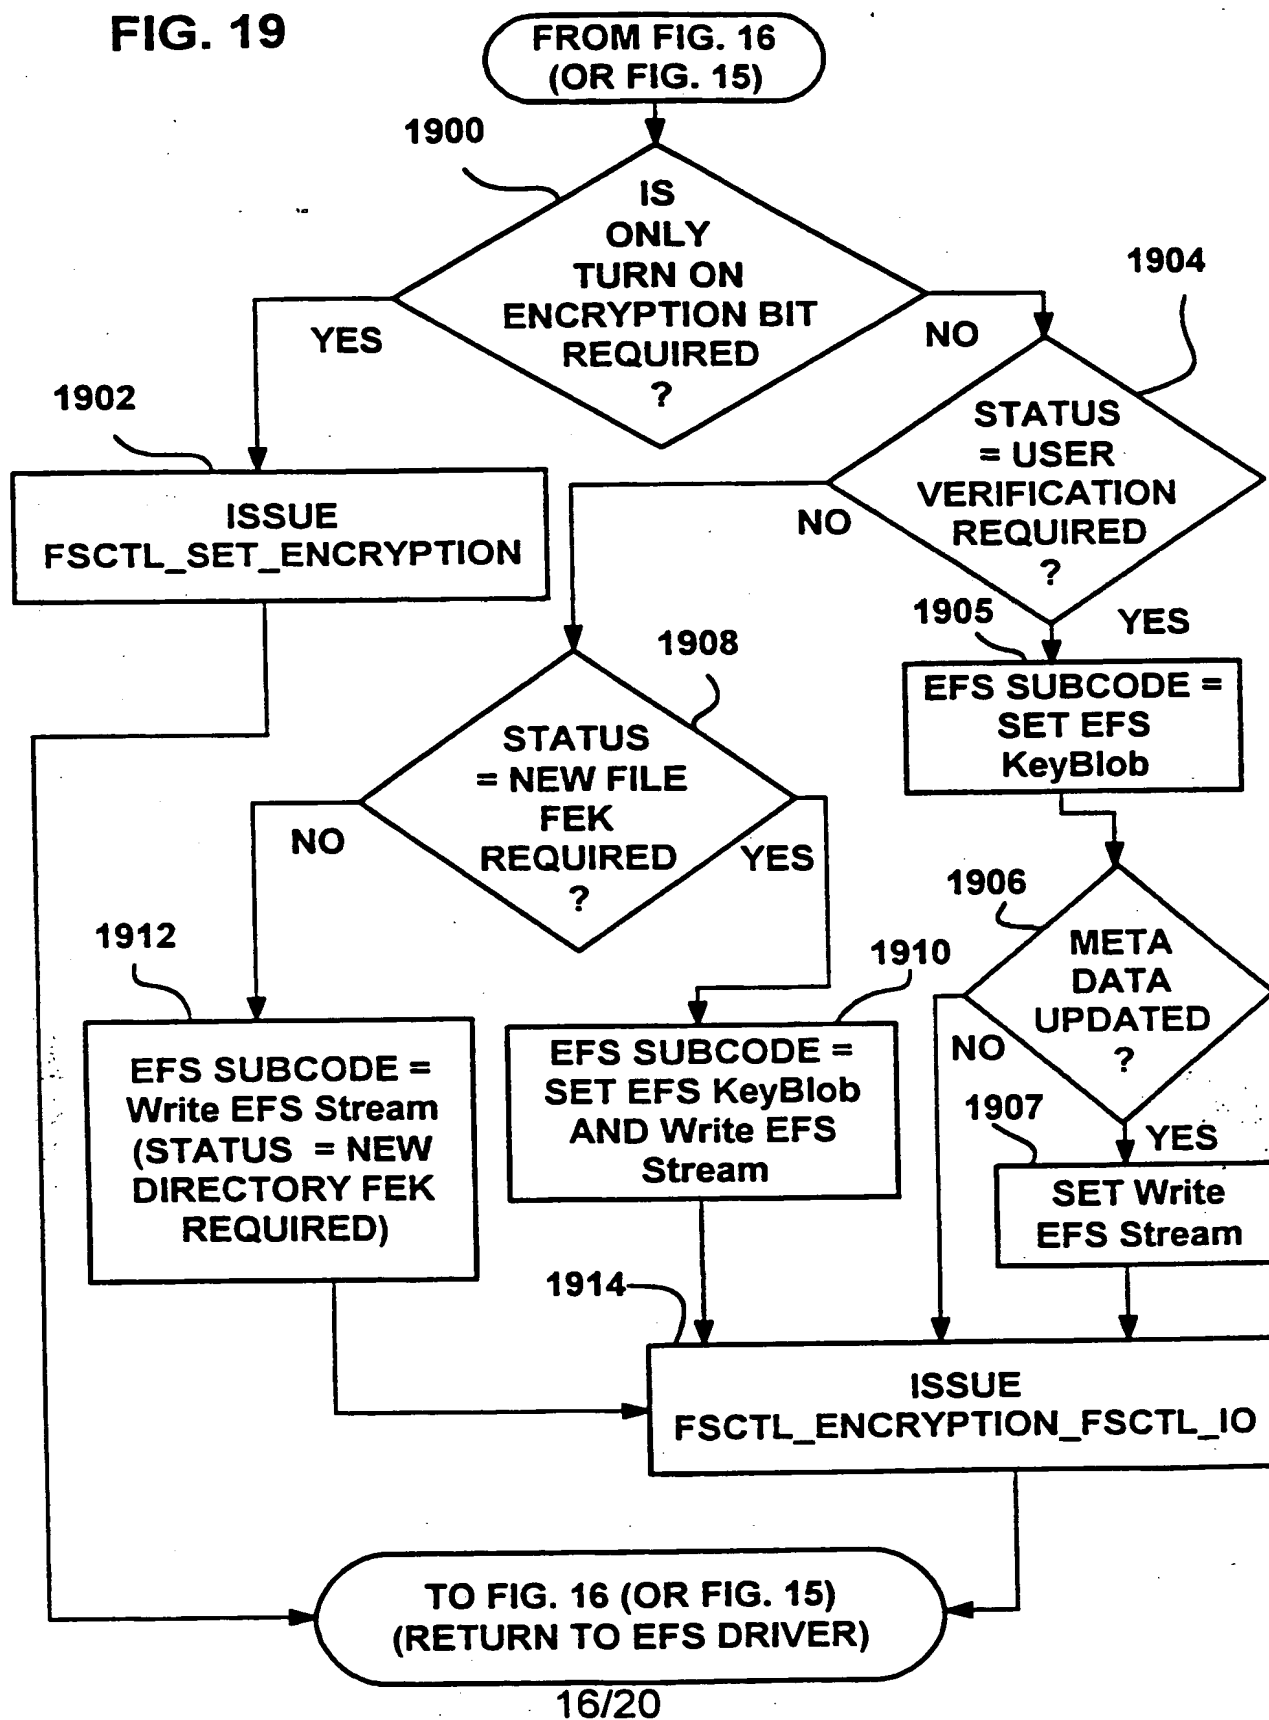 FIG. 19
FROM FIG. 16
(OR FIG. 15)
1900
IS
ONLY
TURN ON
ENCRYPTION BIT
REQUIRED
?
YES
NO
1902
ISSUE
FSCTL_SET_ENCRYPTION
1904
STATUS
= USER
VERIFICATION
REQUIRED
?
NO
YES
1905
EFS SUBCODE =
SET EFS
KeyBlob
1908
STATUS
= NEW FILE
FEK
REQUIRED
?
NO
YES
1906
META
DATA
UPDATED
?
NO
YES
1912
EFS SUBCODE =
Write EFS Stream
(STATUS = NEW
DIRECTORY FEK
REQUIRED)
1910
EFS SUBCODE =
SET EFS KeyBlob
AND Write EFS
Stream
1907
SET Write
EFS Stream
1914
ISSUE
FSCTL_ENCRYPTION_FSCTL_IO
TO FIG. 16 (OR FIG. 15)
(RETURN TO EFS DRIVER)
16/20